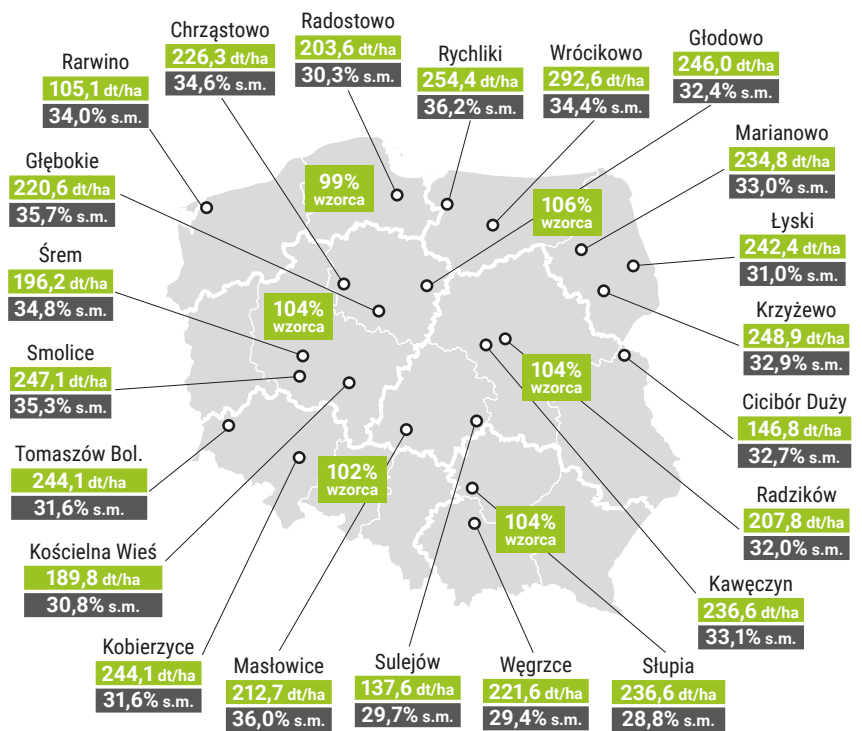 Rarwino
105,1 dt/ha
34,0% s.m.
Chrząstowo
226,3 dt/ha
34,6% s.m.
Radostowo
203,6 dt/ha
30,3% s.m.
Rychliki
254,4 dt/ha
36,2% s.m.
Wrócikowo
292,6 dt/ha
34,4% s.m.
Głodowo
246,0 dt/ha
32,4% s.m.
Marianowo
234,8 dt/ha
33,0% s.m.
Łyski
242,4 dt/ha
31,0% s.m.
Krzyżewo
248,9 dt/ha
32,9% s.m.
Cicibór Duży
146,8 dt/ha
32,7% s.m.
Radzików
207,8 dt/ha
32,0% s.m.
Kawęczyn
236,6 dt/ha
33,1% s.m.
Słupia
236,6 dt/ha
28,8% s.m.
Węgrzce
221,6 dt/ha
29,4% s.m.
Sulejów
137,6 dt/ha
29,7% s.m.
Masłowice
212,7 dt/ha
36,0% s.m.
Kobierzyce
244,1 dt/ha
31,6% s.m.
Kościelna Wieś
189,8 dt/ha
30,8% s.m.
Tomaszów Bol.
244,1 dt/ha
31,6% s.m.
Smolice
247,1 dt/ha
35,3% s.m.
Śrem
196,2 dt/ha
34,8% s.m.
Głębokie
220,6 dt/ha
35,7% s.m.
99%
wzorca
106%
wzorca
104%
wzorca
104%
wzorca
102%
wzorca
104%
wzorca